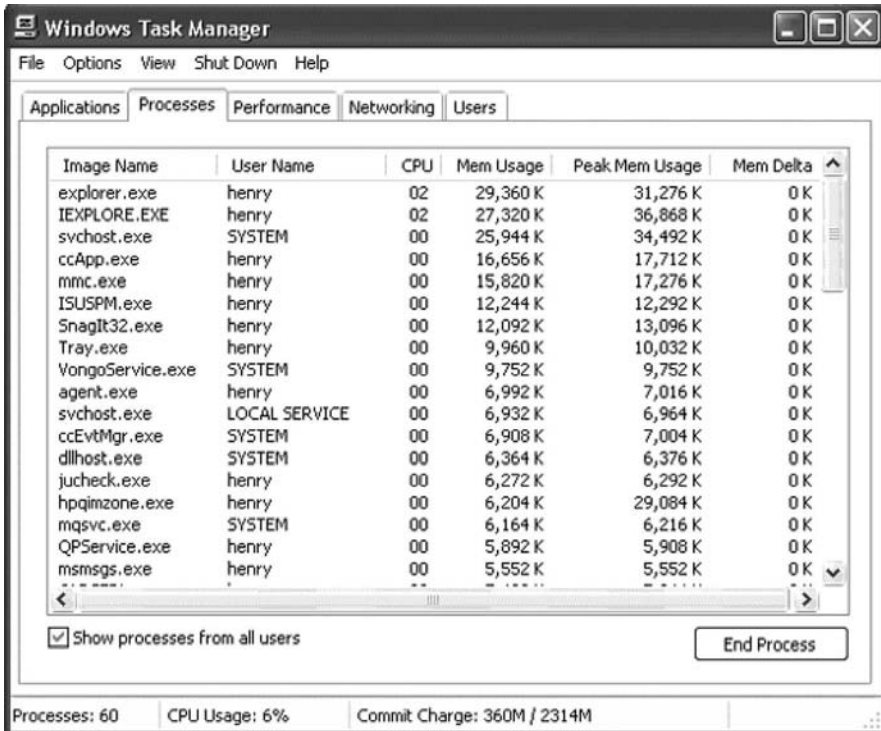 Windows Task Manager
File Options View Shut Down Help
Applications Processes Performance Networking Users
Image Name User Name CPU Mem Usage Peak Mem Usage Mem Delta
explorer.exe henry 02 29,360 K 31,276 K 0 K
IEXPLORE.EXE henry 02 27,320 K 36,868 K 0 K
svchost.exe SYSTEM 00 25,944 K 34,492 K 0 K
ccApp.exe henry 00 16,656 K 17,712 K 0 K
mmc.exe henry 00 15,820 K 17,276 K 0 K
ISUSPM.exe henry 00 12,244 K 12,292 K 0 K
SnagIt32.exe henry 00 12,092 K 13,096 K 0 K
Tray.exe henry 00 9,960 K 10,032 K 0 K
VongoService.exe SYSTEM 00 9,752 K 9,752 K 0 K
agent.exe henry 00 6,992 K 7,016 K 0 K
svchost.exe LOCAL SERVICE 00 6,932 K 6,964 K 0 K
ccEvtMgr.exe SYSTEM 00 6,908 K 7,004 K 0 K
dllhost.exe SYSTEM 00 6,364 K 6,376 K 0 K
jucheck.exe henry 00 6,272 K 6,292 K 0 K
hpqimzone.exe henry 00 6,204 K 29,084 K 0 K
mqsvc.exe SYSTEM 00 6,164 K 6,216 K 0 K
QPService.exe henry 00 5,892 K 5,908 K 0 K
msmsgs.exe henry 00 5,552 K 5,552 K 0 K
Show processes from all users
End Process
Processes: 60 CPU Usage: 6% Commit Charge: 360M / 2314M